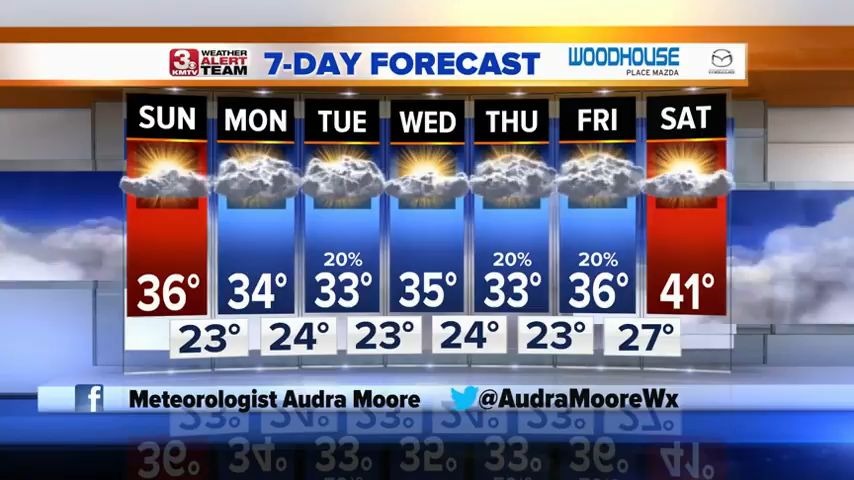 3 KMTV WEATHER ALERT TEAM 7-DAY FORECAST WOODHOUSE PLACE MAZDA
SUN MON TUE WED THU FRI SAT
20% 20% 20%
36° 34° 33° 35° 33° 36° 41°
23° 24° 23° 24° 23° 27°
f Meteorologist Audra Moore @AudraMooreWx